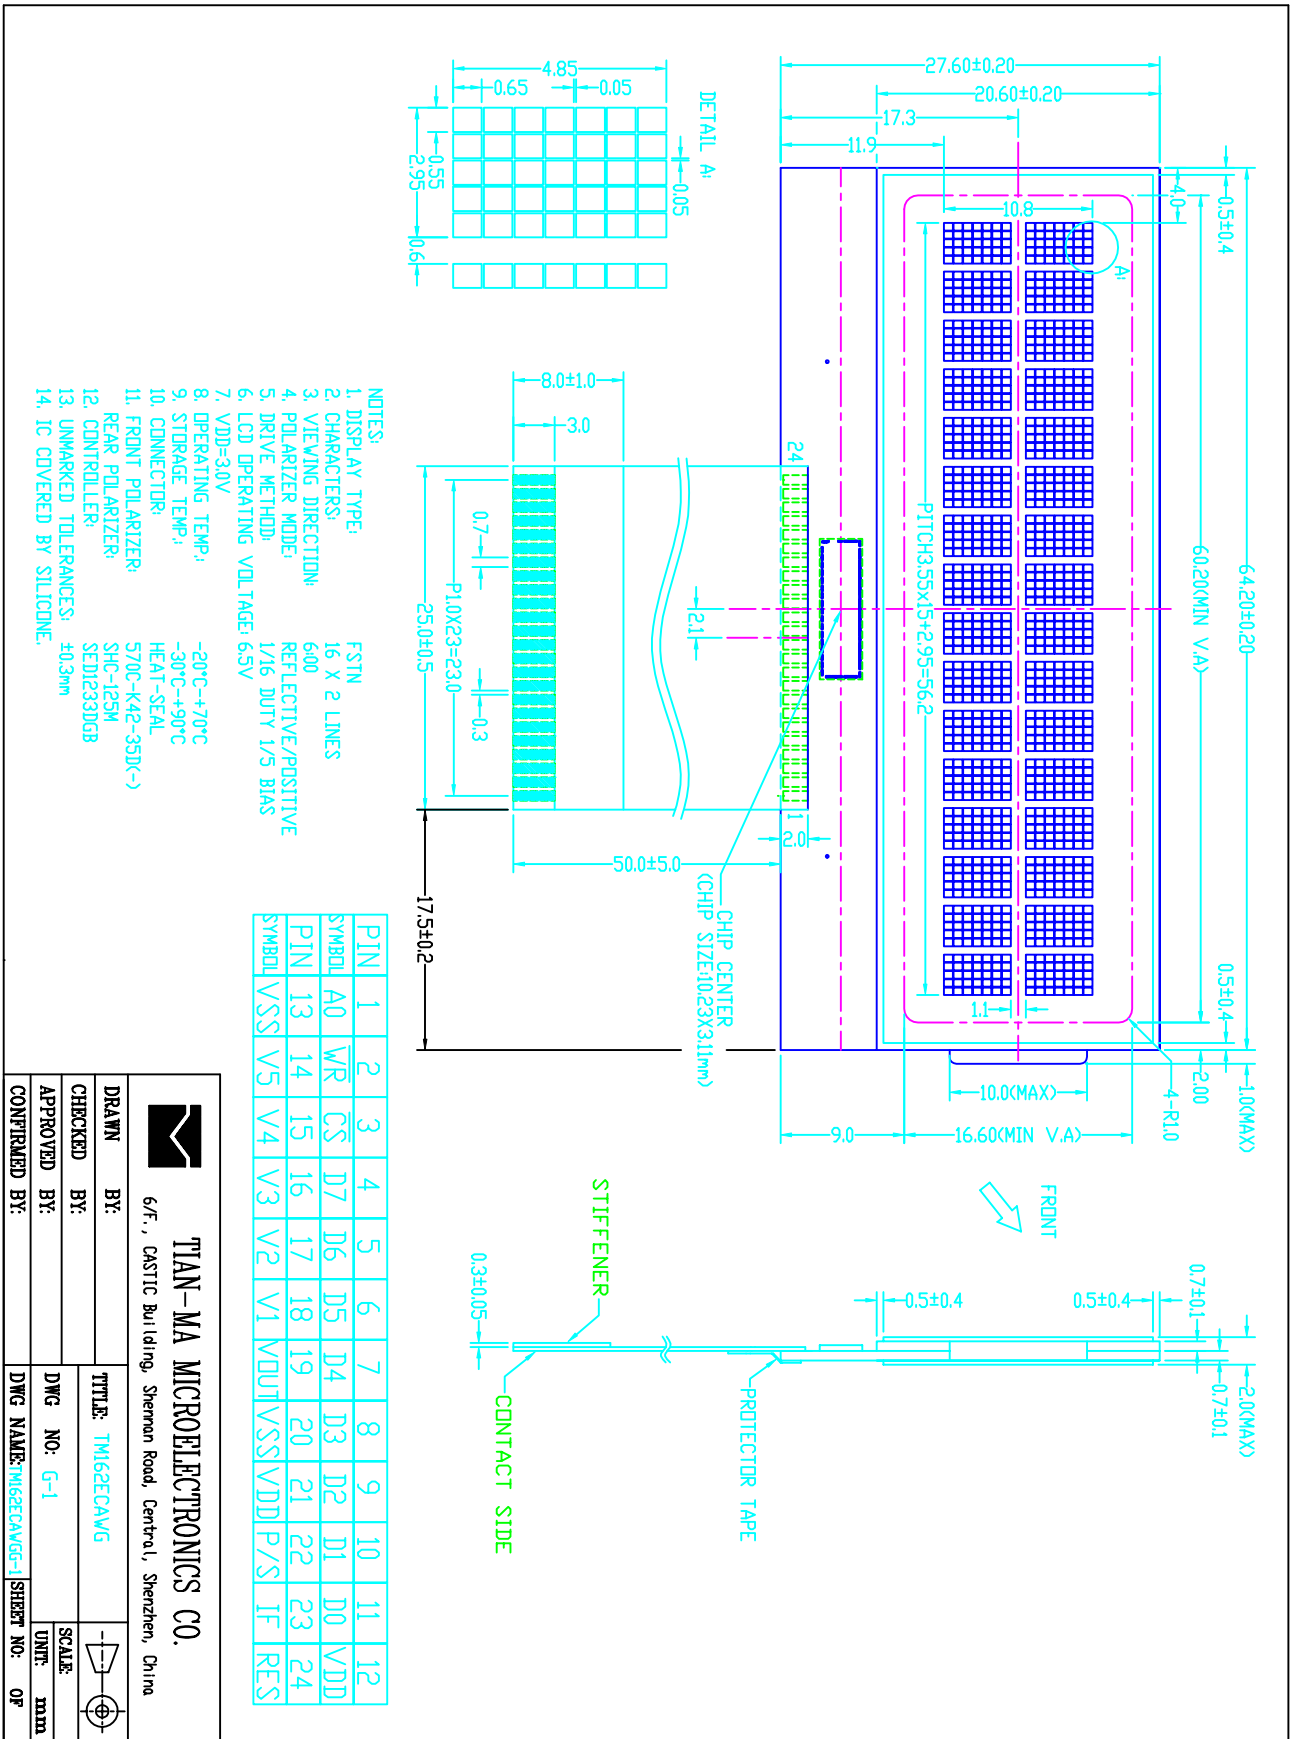 64.20±0.20
60.20(MIN V.A)
0.5±0.4
4.0
0.5±0.4
1.0(MAX)
2.00
4-R1.0
27.60±0.20
20.60±0.20
17.3
11.9
10.8
A:
PITCH3.55x15+2.95=56.2
1.1
10.0(MAX)
16.60(MIN V.A)
9.0
FRONT
0.7±0.1
2.0(MAX)
0.7±0.1
0.5±0.4
0.5±0.4
PROTECTOR TAPE
STIFFENER
CONTACT SIDE
0.3±0.05
DETAIL A:
4.85
0.65
0.05
0.05
0.55
2.95
0.6
24
1
2.1
2.0
CHIP CENTER
(CHIP SIZE:10.23X3.11mm)
8.0±1.0
3.0
0.7
0.3
P1.0X23=23.0
25.0±0.5
50.0±5.0
17.5±0.2
NOTES:
1. DISPLAY TYPE: FSTN
2. CHARACTERS: 16 X 2 LINES
3. VIEWING DIRECTION: 6:00
4. POLARIZER MODE: REFLECTIVE/POSITIVE
5. DRIVE METHOD: 1/16 DUTY 1/5 BIAS
6. LCD OPERATING VOLTAGE: 6.5V
7. VDD=3.0V
8. OPERATING TEMP.: -20°C~+70°C
9. STORAGE TEMP.: -30°C~+90°C
10. CONNECTOR: HEAT-SEAL
11. FRONT POLARIZER: 570C-K42-35D(-)
REAR POLARIZER: SHC-125M
12. CONTROLLER: SED1233DGB
13. UNMARKED TOLERANCES: ±0.3mm
14. IC COVERED BY SILICONE.
PIN 1 2 3 4 5 6 7 8 9 10 11 12
SYMBOL A0 WR CS D7 D6 D5 D4 D3 D2 D1 D0 VDD
PIN 13 14 15 16 17 18 19 20 21 22 23 24
SYMBOL VSS V5 V4 V3 V2 V1 VOUT VSS VDD P/S IF RES
TIAN-MA MICROELECTRONICS CO.
6/F., CASTIC Building, Shennan Road, Central, Shenzhen, China
DRAWN BY:
CHECKED BY:
APPROVED BY:
CONFIRMED BY:
TITLE: TM162ECAWG
DWG NO: G-1
DWG NAME: TM162ECAWGG-1
SCALE:
UNIT: mm
SHEET NO: OF